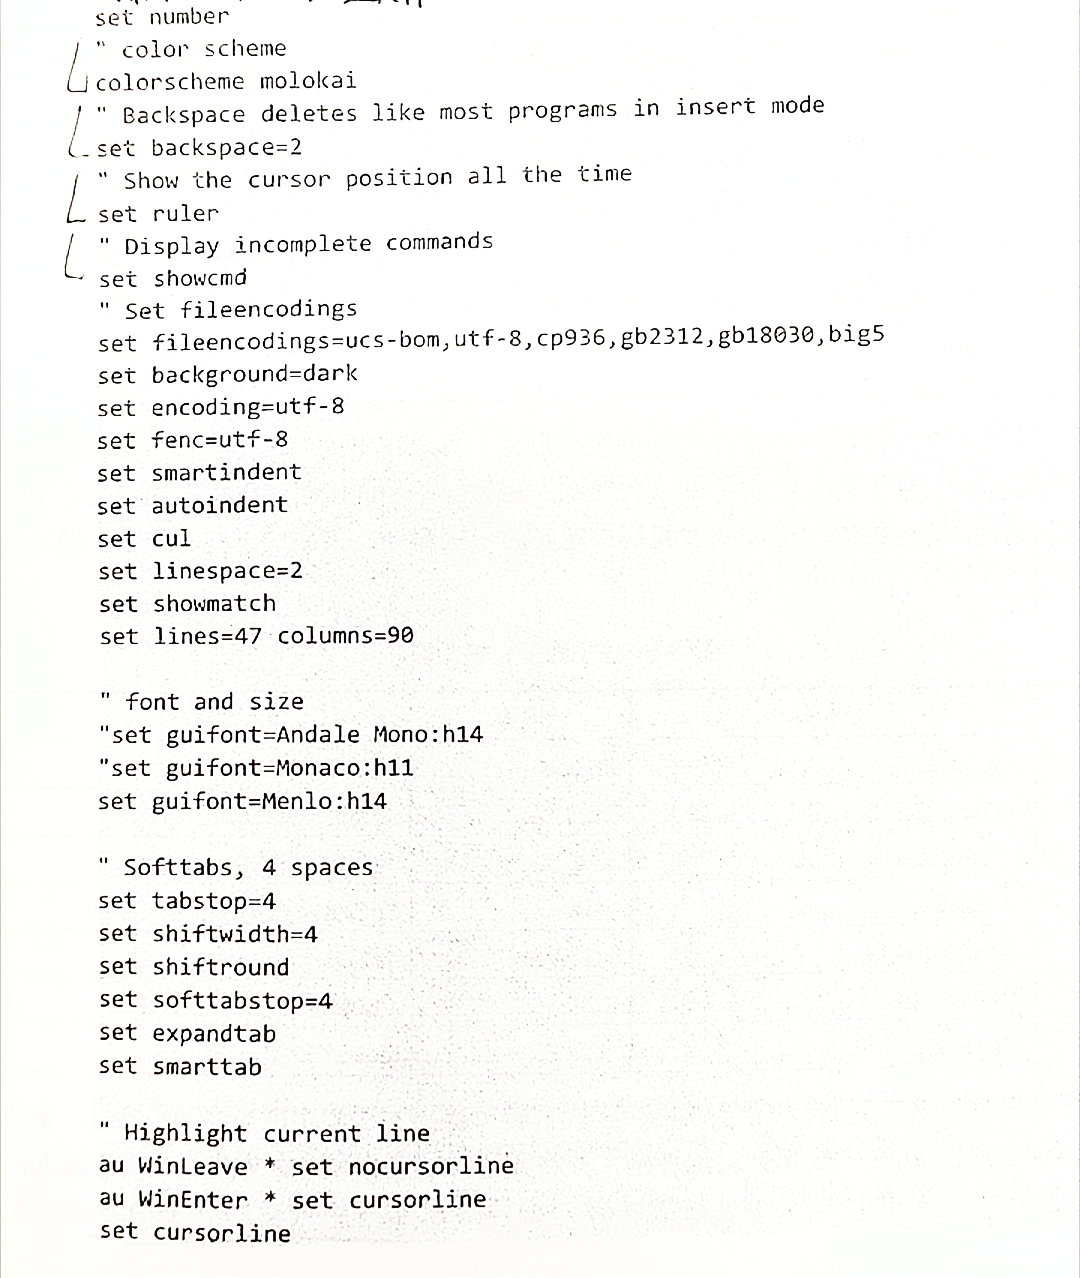 set number
" color scheme
colorscheme molokai
" Backspace deletes like most programs in insert mode
set backspace=2
" Show the cursor position all the time
set ruler
" Display incomplete commands
set showcmd
" Set fileencodings
set fileencodings=ucs-bom,utf-8,cp936,gb2312,gb18030,big5
set background=dark
set encoding=utf-8
set fenc=utf-8
set smartindent
set autoindent
set cul
set linespace=2
set showmatch
set lines=47 columns=90

" font and size
"set guifont=Andale Mono:h14
"set guifont=Monaco:h11
set guifont=Menlo:h14

" Softtabs, 4 spaces
set tabstop=4
set shiftwidth=4
set shiftround
set softtabstop=4
set expandtab
set smarttab

" Highlight current line
au WinLeave * set nocursorline
au WinEnter * set cursorline
set cursorline